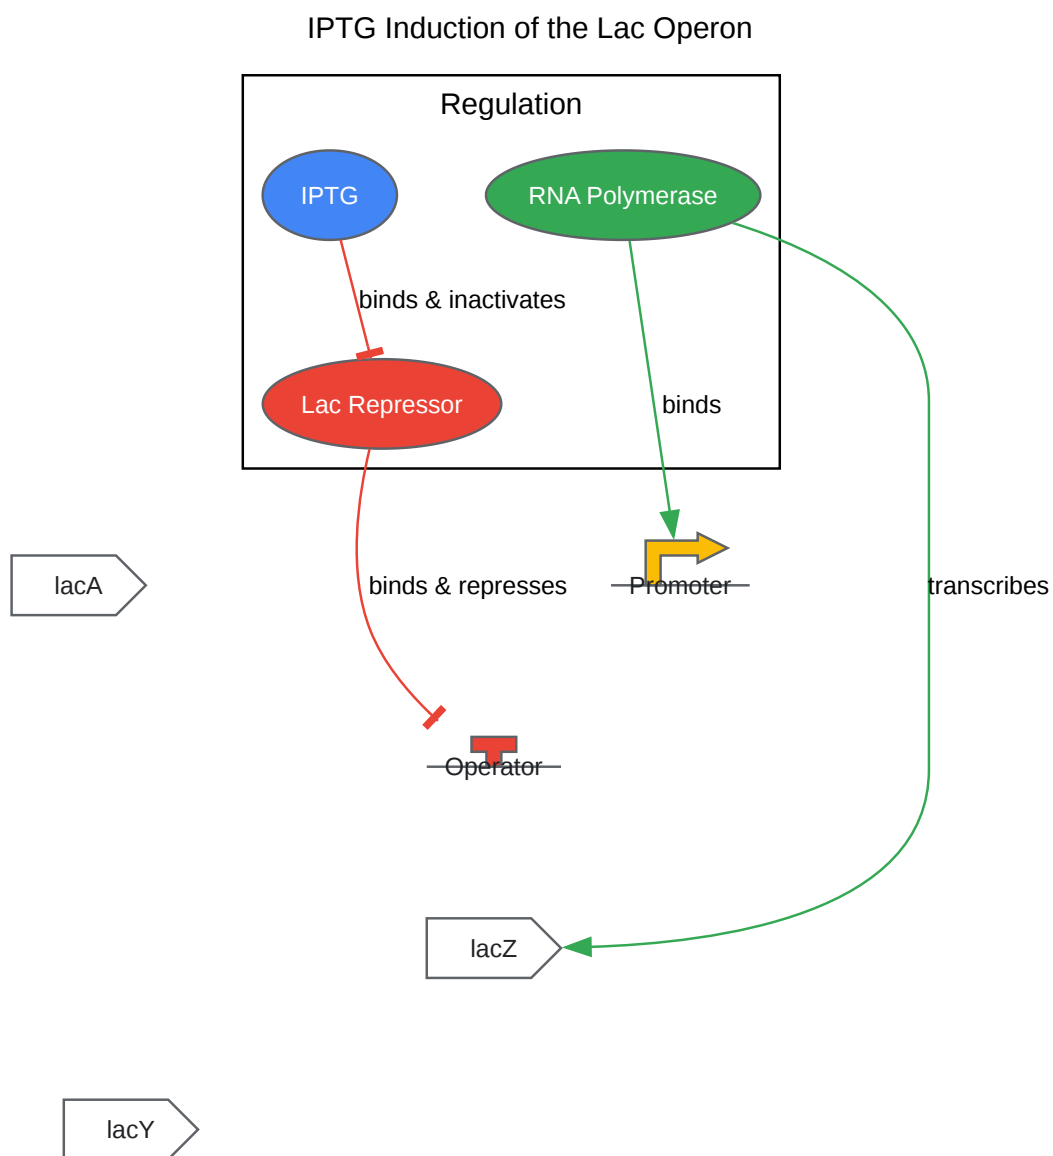 IPTG Induction of the Lac Operon
Regulation
IPTG
RNA Polymerase
binds & inactivates
Lac Repressor
binds
lacA
binds & represses
Promoter
transcribes
Operator
lacZ
lacY